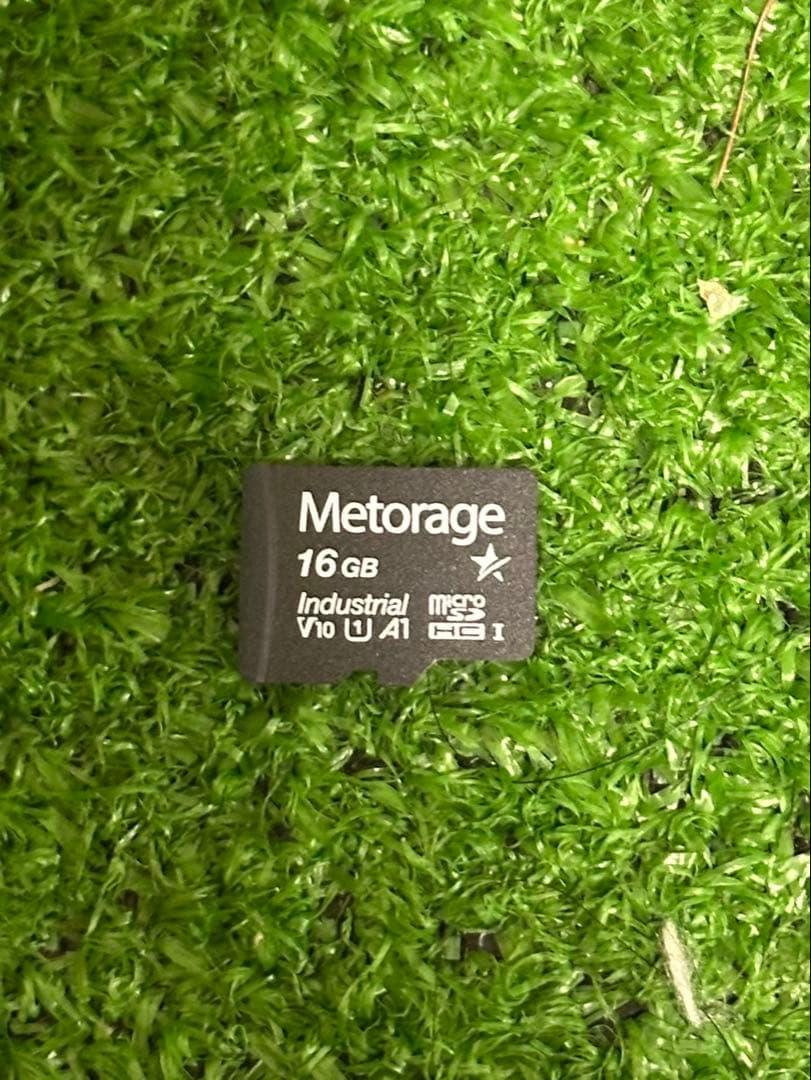 Metorage
16 GB
Industrial micro SD
V10 U1 A1 HC I